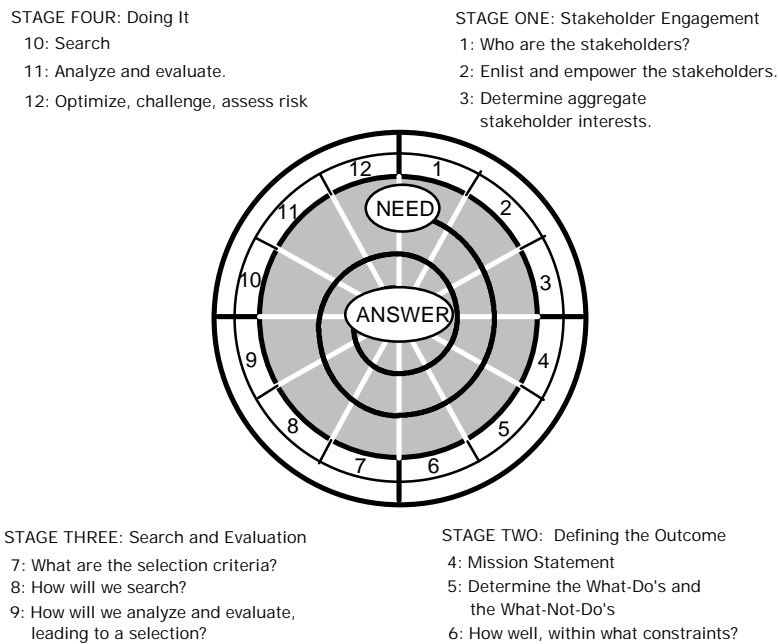 STAGE FOUR: Doing It
10: Search
11: Analyze and evaluate.
12: Optimize, challenge, assess risk
STAGE ONE: Stakeholder Engagement
1: Who are the stakeholders?
2: Enlist and empower the stakeholders.
3: Determine aggregate
stakeholder interests.
12
1
11
NEED
2
10
3
ANSWER
9
4
8
5
7
6
STAGE THREE: Search and Evaluation
7: What are the selection criteria?
8: How will we search?
9: How will we analyze and evaluate,
leading to a selection?
STAGE TWO: Defining the Outcome
4: Mission Statement
5: Determine the What-Do's and
the What-Not-Do's
6: How well, within what constraints?